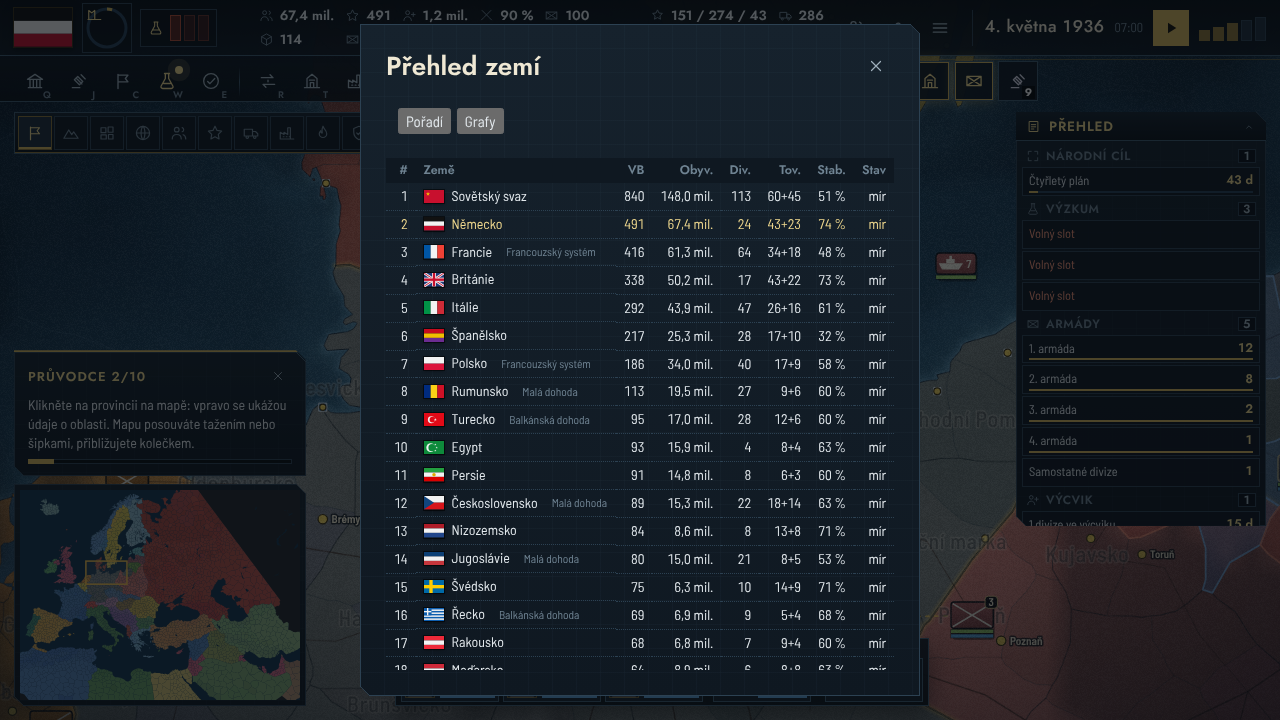 67,4 mil. 491 1,2 mil. 90 % 100 151 / 274 / 43 286
114
4. května 1936 07:00
Q J C W E R T
9
Přehled zemí
Pořadí Grafy
# Země VB Obyv. Div. Tov. Stab. Stav
1 Sovětský svaz 840 148,0 mil. 113 60+45 51 % mír
2 Německo 491 67,4 mil. 24 43+23 74 % mír
3 Francie Francouzský systém 416 61,3 mil. 64 34+18 48 % mír
4 Británie 338 50,2 mil. 17 43+22 73 % mír
5 Itálie 292 43,9 mil. 47 26+16 61 % mír
6 Španělsko 217 25,3 mil. 28 17+10 32 % mír
7 Polsko Francouzský systém 186 34,0 mil. 40 17+9 58 % mír
8 Rumunsko Malá dohoda 113 19,5 mil. 27 9+6 60 % mír
9 Turecko Balkánská dohoda 95 17,0 mil. 28 12+6 60 % mír
10 Egypt 93 15,9 mil. 4 8+4 63 % mír
11 Persie 91 14,8 mil. 8 6+3 60 % mír
12 Československo Malá dohoda 89 15,3 mil. 22 18+14 63 % mír
13 Nizozemsko 84 8,6 mil. 8 13+8 71 % mír
14 Jugoslávie Malá dohoda 80 15,0 mil. 21 8+5 53 % mír
15 Švédsko 75 6,3 mil. 10 14+9 71 % mír
16 Řecko Balkánská dohoda 69 6,9 mil. 9 5+4 68 % mír
17 Rakousko 68 6,8 mil. 7 9+4 60 % mír
PRŮVODCE 2/10
Klikněte na provincii na mapě: vpravo se ukážou
údaje o oblasti. Mapu posouváte tažením nebo
šipkami, přibližujete kolečkem.
PŘEHLED
NÁRODNÍ CÍL 1
Čtyřletý plán 43 d
VÝZKUM 3
Volný slot
Volný slot
Volný slot
ARMÁDY 5
1. armáda 12
2. armáda 8
3. armáda 2
4. armáda 1
Samostatné divize 1
VÝCVIK 1
1 divize ve výcviku 15 d
7
Brémy
Toruň
3
Poznaň